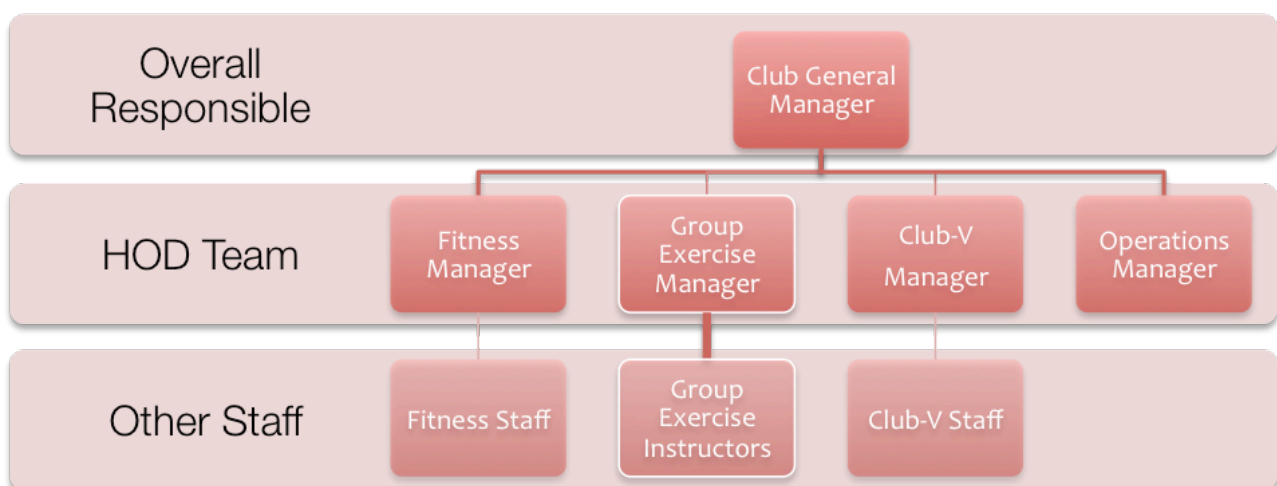 Overall
Responsible
Club General
Manager
HOD Team
Fitness
Manager
Group
Exercise
Manager
Club-V
Manager
Operations
Manager
Other Staff
Fitness Staff
Group
Exercise
Instructors
Club-V Staff